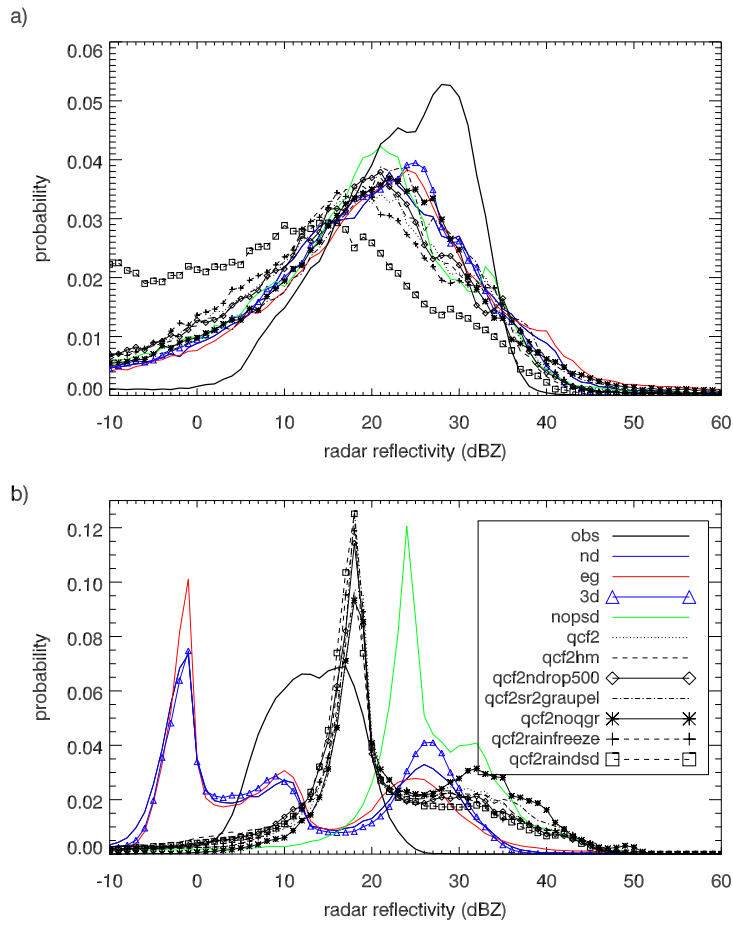 a)
0.06
0.05
0.04
0.03
0.02
0.01
0.00
probability
-10 0 10 20 30 40 50 60
radar reflectivity (dBZ)
b)
0.12
0.10
0.08
0.06
0.04
0.02
0.00
probability
obs
nd
eg
3d
nopsd
qcf2
qcf2hm
qcf2ndrop500
qcf2sr2graupel
qcf2noqgr
qcf2rainfreeze
qcf2raindsd
-10 0 10 20 30 40 50 60
radar reflectivity (dBZ)